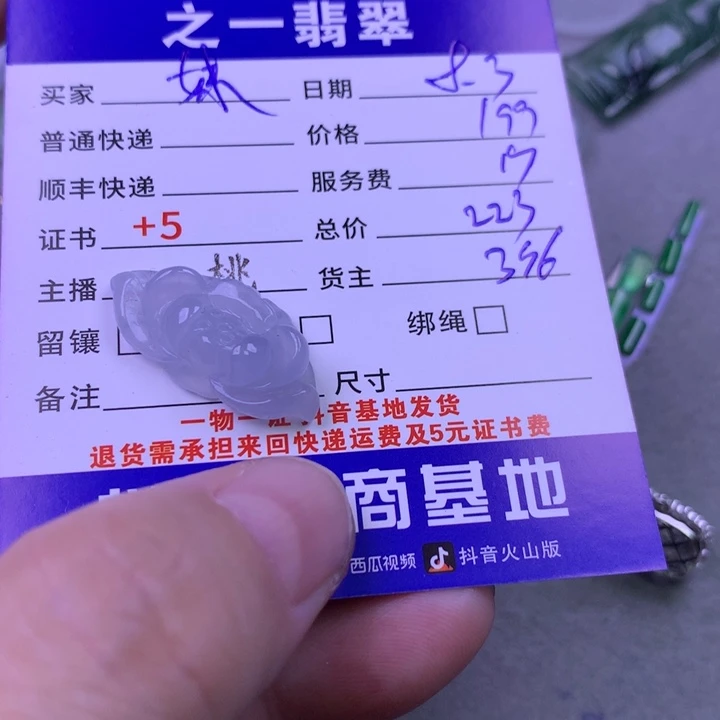 之一翡翠
买家 妹 日期 8.3
普通快递 价格 199
顺丰快递 服务费 19
证书 +5 总价 223
主播 桃 货主 356
留镶 绑绳
备注 尺寸
一物一证 抖音基地发货
退货需承担来回快递运费及5元证书费
商基地
西瓜视频 抖音火山版